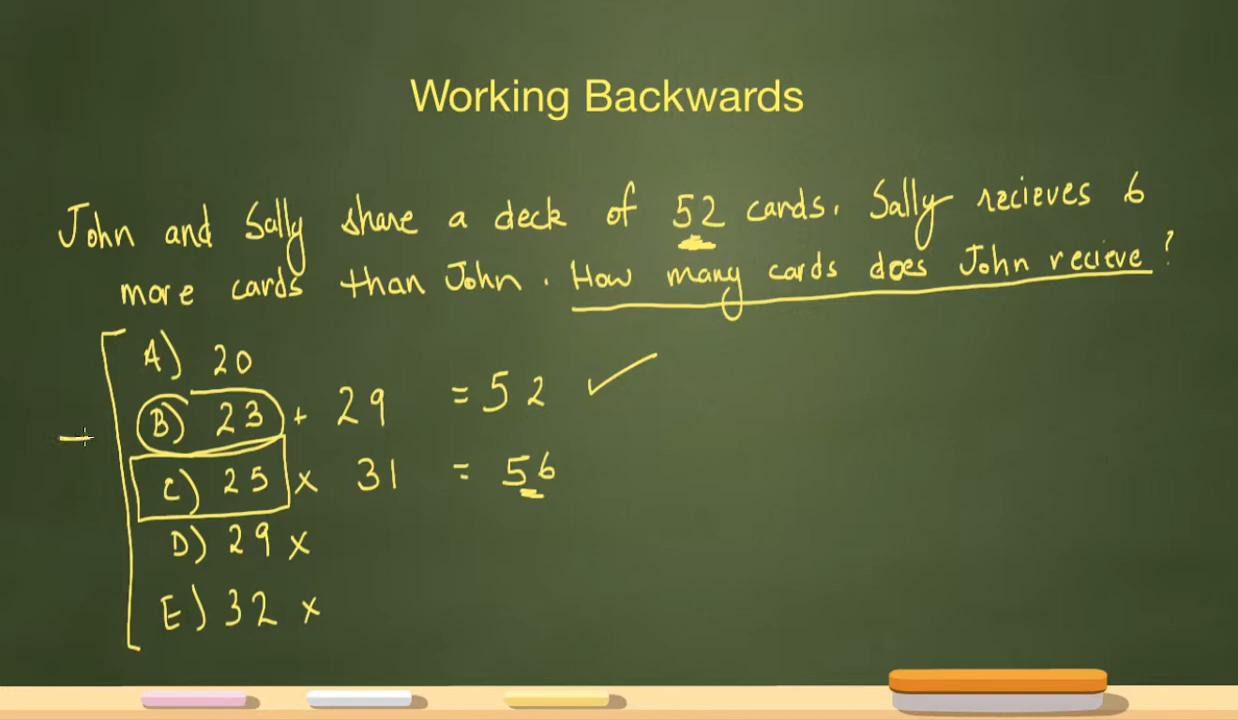 Working Backwards
John and Sally share a deck of 52 cards. Sally recieves 6
more cards than John. How many cards does John recieve?
A) 20
B) 23 + 29 = 52 ✓
C) 25 x 31 = 56
D) 29 x
E) 32 x